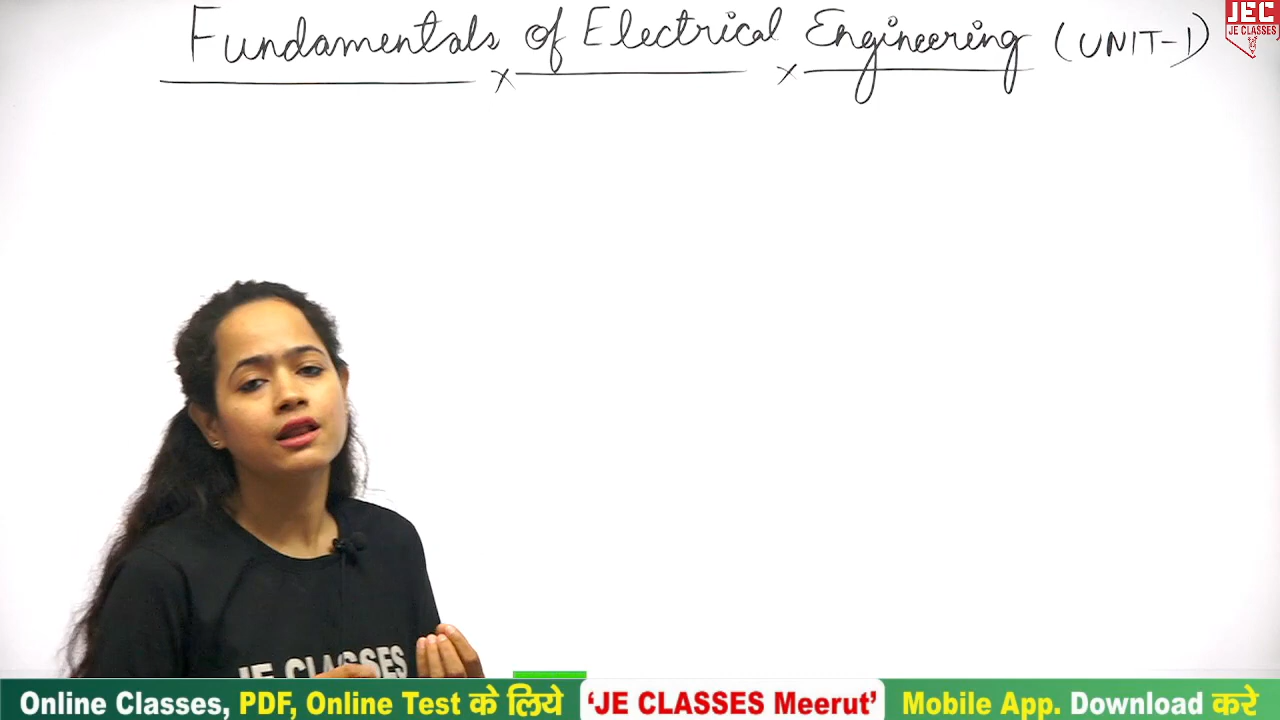 Fundamentals of Electrical Engineering (UNIT-1)
JEC
JE CLASSES
JE CLASSES
Online Classes, PDF, Online Test के लिये 'JE CLASSES Meerut' Mobile App. Download करे